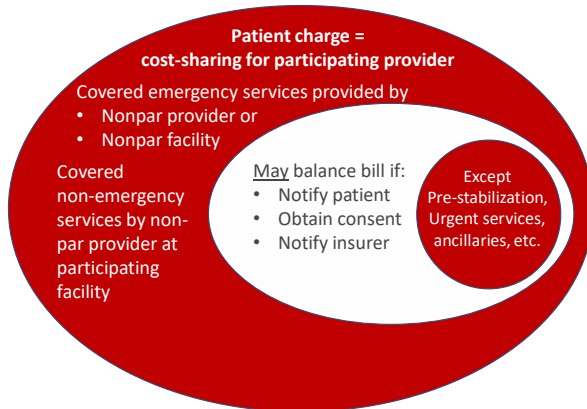 Patient charge =
cost-sharing for participating provider
Covered emergency services provided by
• Nonpar provider or
• Nonpar facility
Covered
non-emergency
services by non-
par provider at
participating
facility
May balance bill if:
• Notify patient
• Obtain consent
• Notify insurer
Except
Pre-stabilization,
Urgent services,
ancillaries, etc.